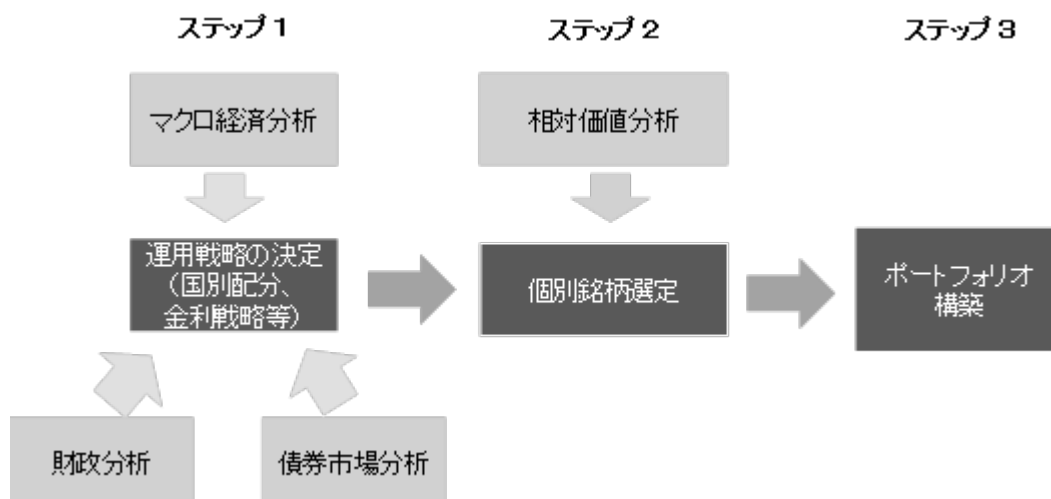 ステップ1
ステップ2
ステップ3
マクロ経済分析
相対価値分析
運用戦略の決定
（国別配分、
金利戦略等）
個別銘柄選定
ポートフォリオ
構築
財政分析
債券市場分析